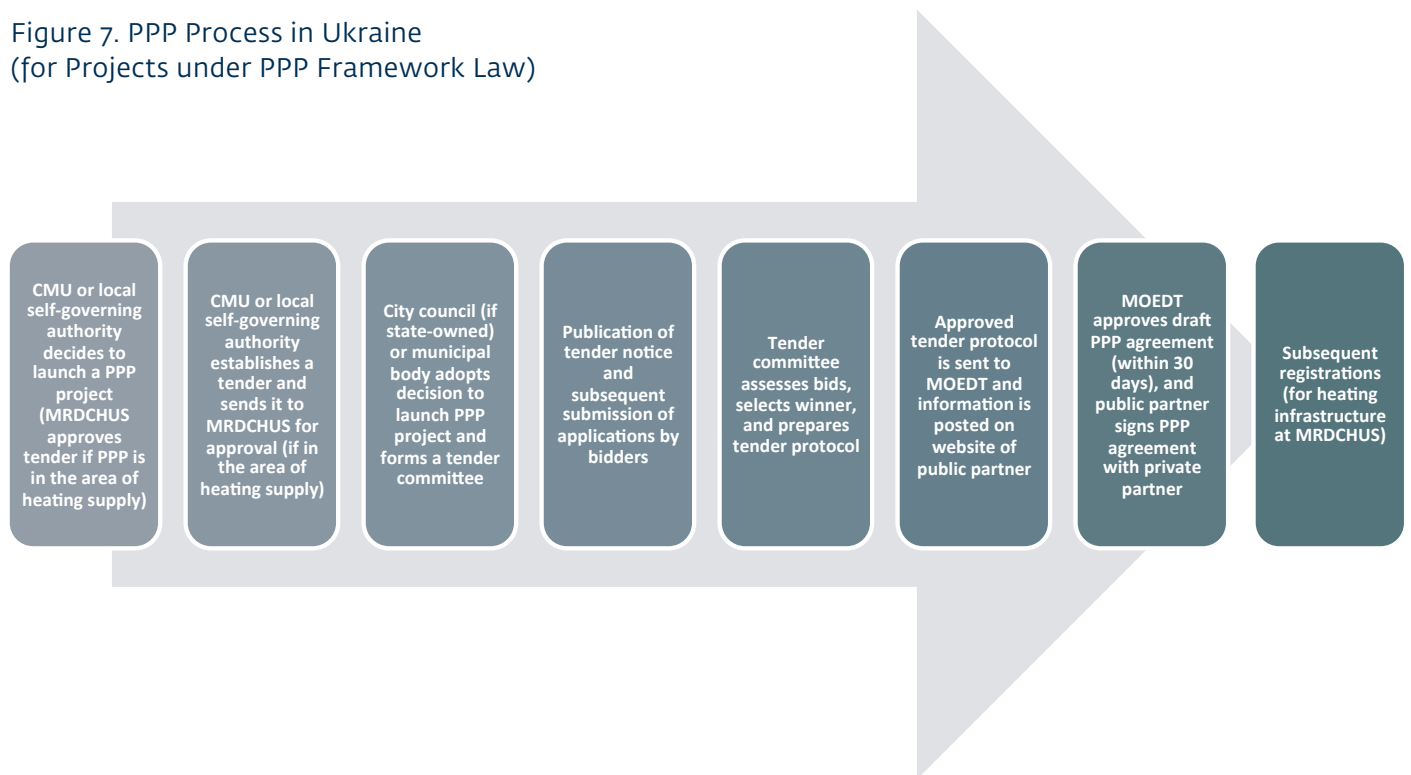 Figure 7. PPP Process in Ukraine
(for Projects under PPP Framework Law)
CMU or local
self-governing
authority
decides to
launch a PPP
project
(MRDCHUS
approves
tender if PPP is
in the area of
heating supply)
CMU or local
self-governing
authority
establishes a
tender and
sends it to
MRDCHUS for
approval (if in
the area of
heating supply)
City council (if
state-owned)
or municipal
body adopts
decision to
launch PPP
project and
forms a tender
committee
Publication of
tender notice
and
subsequent
submission of
applications by
bidders
Tender
committee
assesses bids,
selects winner,
and prepares
tender protocol
Approved
tender protocol
is sent to
MOEDT and
information is
posted on
website of
public partner
MOEDT
approves draft
PPP agreement
(within 30
days), and
public partner
signs PPP
agreement
with private
partner
Subsequent
registrations
(for heating
infrastructure
at MRDCHUS)